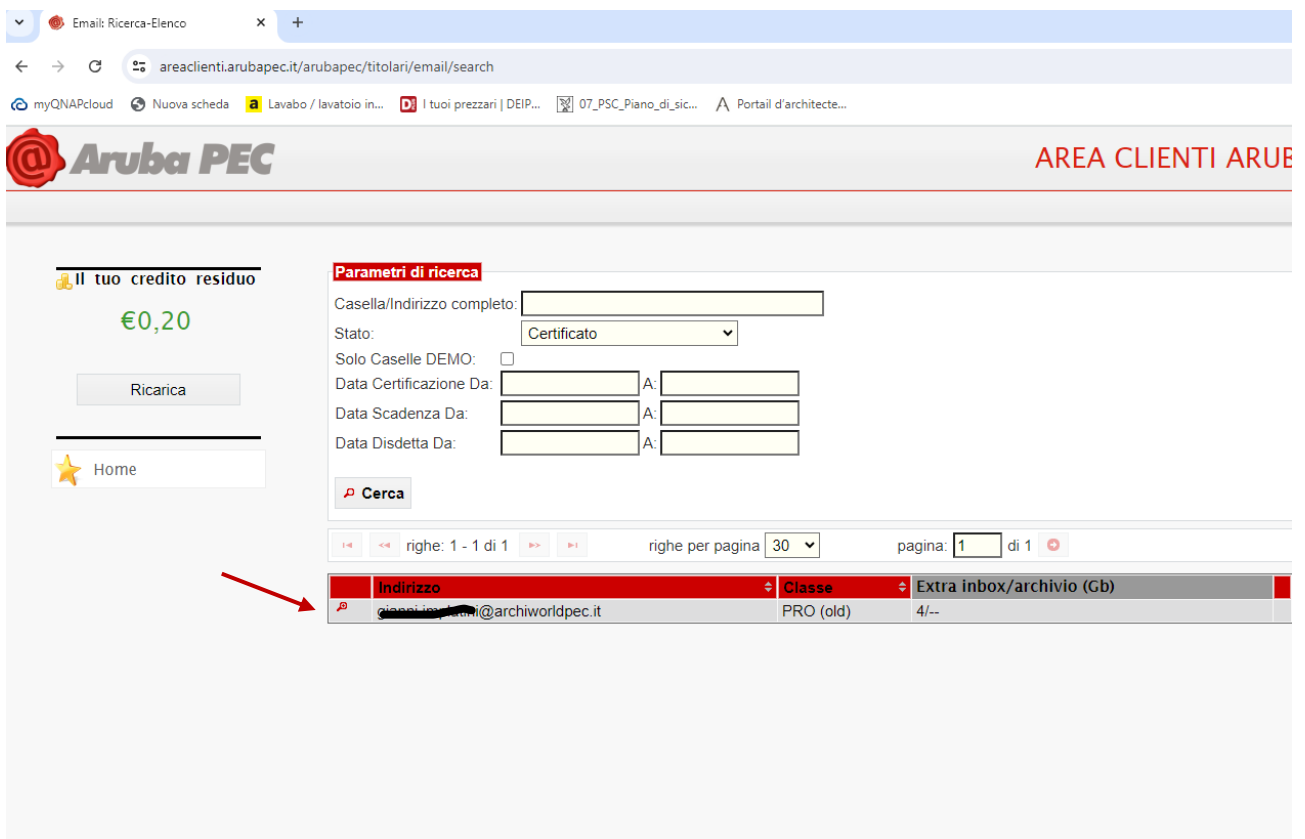 Email: Ricerca-Elenco
areaclienti.arubapec.it/arubapec/titolari/email/search
myQNAPcloud Nuova scheda Lavabo / lavatoio in... I tuoi prezzari | DEIP... 07_PSC_Piano_di_sic... Portail d'architecte...
Aruba PEC
AREA CLIENTI ARUB
Il tuo credito residuo
€0,20
Ricarica
Home
Parametri di ricerca
Casella/Indirizzo completo:
Stato: Certificato
Solo Caselle DEMO:
Data Certificazione Da: A:
Data Scadenza Da: A:
Data Disdetta Da: A:
Cerca
righe: 1 - 1 di 1 righe per pagina 30 pagina: 1 di 1
Indirizzo Classe Extra inbox/archivio (Gb)
@archiworldpec.it PRO (old) 4/--